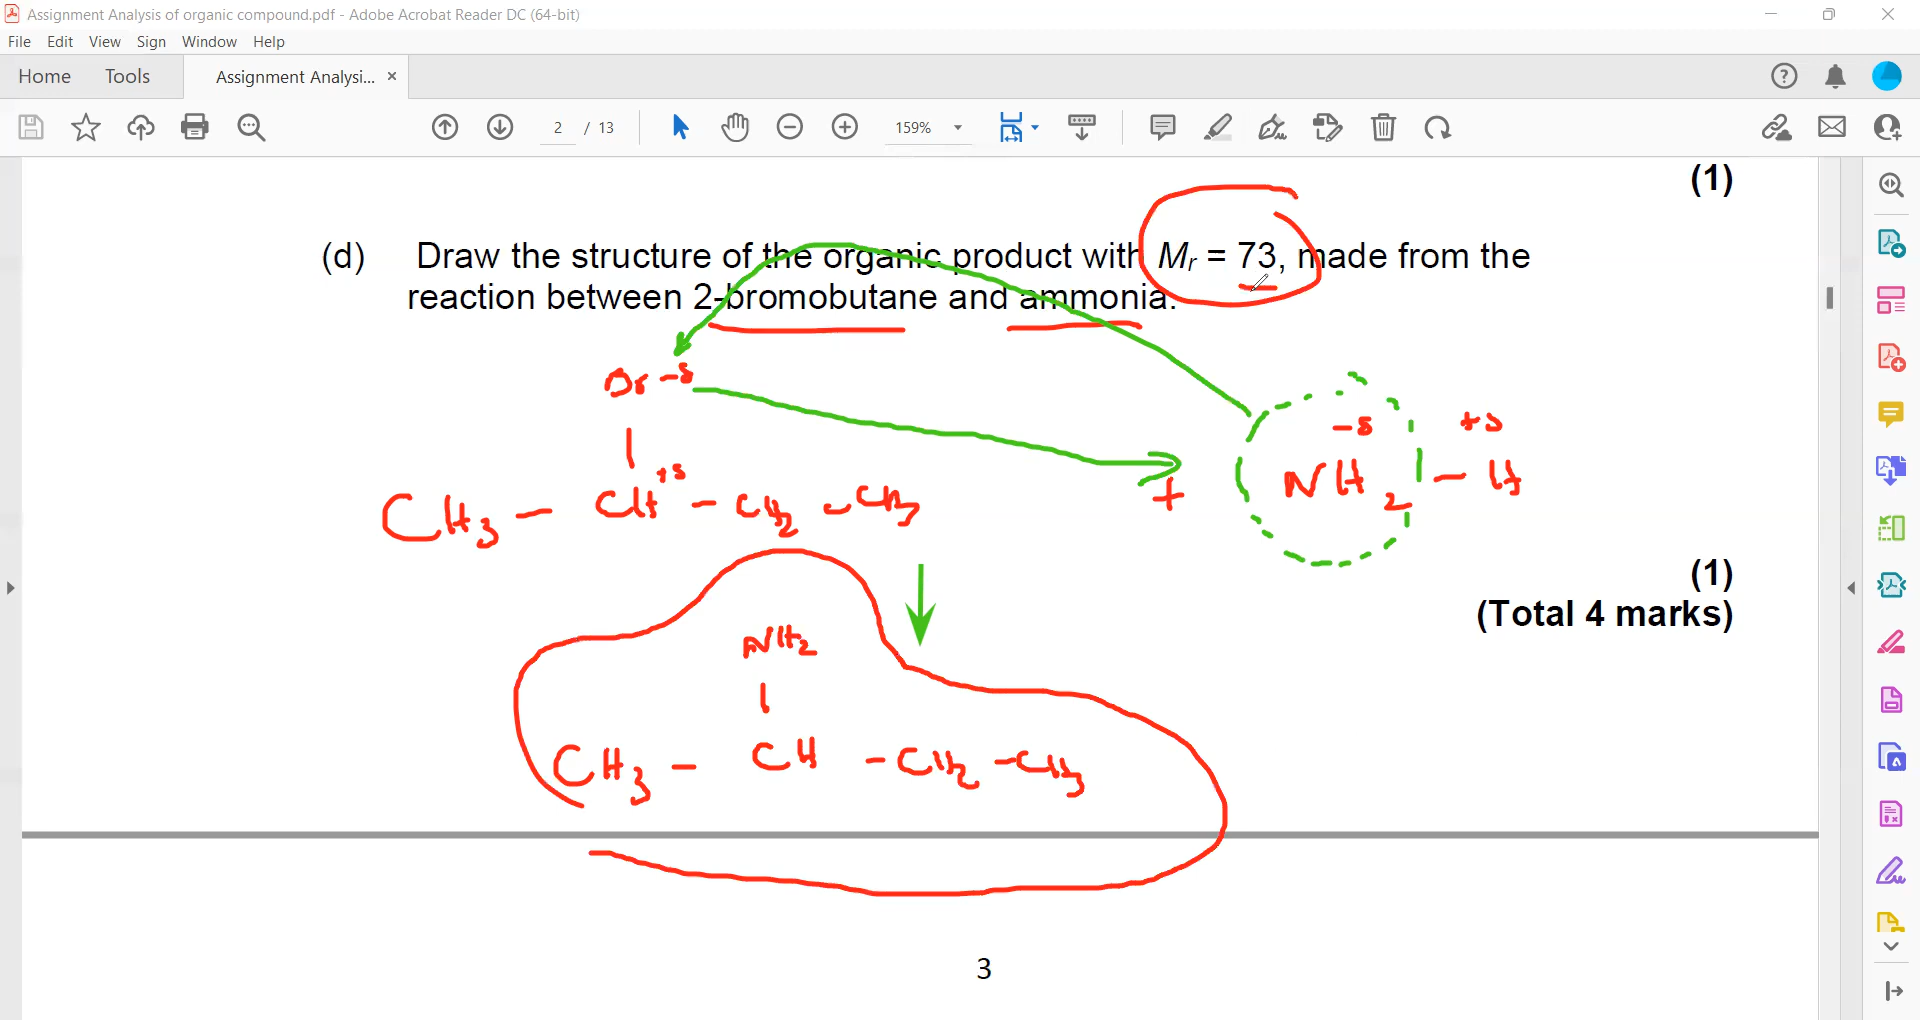 Assignment Analysis of organic compound.pdf - Adobe Acrobat Reader DC (64-bit)
File Edit View Sign Window Help
Home Tools Assignment Analysi... ×
2 / 13 159%
(1)
(d) Draw the structure of the organic product with Mr = 73, made from the
reaction between 2-bromobutane and ammonia.
Br -δ
-δ +δ
+δ
CH3 - CH - CH2 - CH3 + NH2 - H
(1)
(Total 4 marks)
NH2
CH3 - CH - CH2 - CH3
3